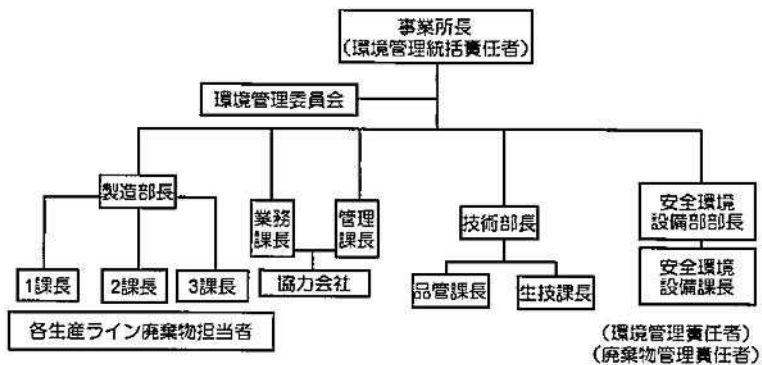 事業所長
(環境管理統括責任者)
環境管理委員会
製造部長
業務
課長
管理
課長
技術部長
安全環境
設備部部長
1課長
2課長
3課長
協力会社
品管課長
生技課長
安全環境
設備課長
各生産ライン廃棄物担当者
(環境管理責任者)
(廃棄物管理責任者)